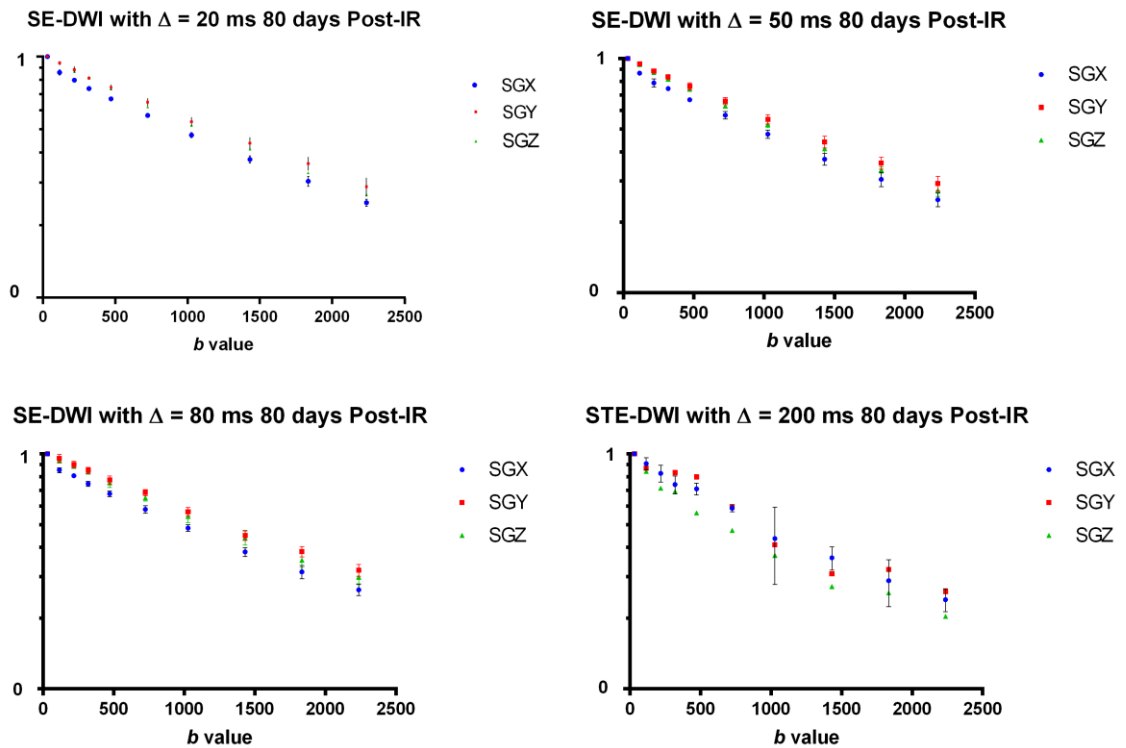 SE-DWI with Δ = 20 ms 80 days Post-IR
1
0
0 500 1000 1500 2000 2500
b value
SGX
SGY
SGZ
SE-DWI with Δ = 50 ms 80 days Post-IR
1
0
0 500 1000 1500 2000 2500
b value
SGX
SGY
SGZ
SE-DWI with Δ = 80 ms 80 days Post-IR
1
0
0 500 1000 1500 2000 2500
b value
SGX
SGY
SGZ
STE-DWI with Δ = 200 ms 80 days Post-IR
1
0
0 500 1000 1500 2000 2500
b value
SGX
SGY
SGZ